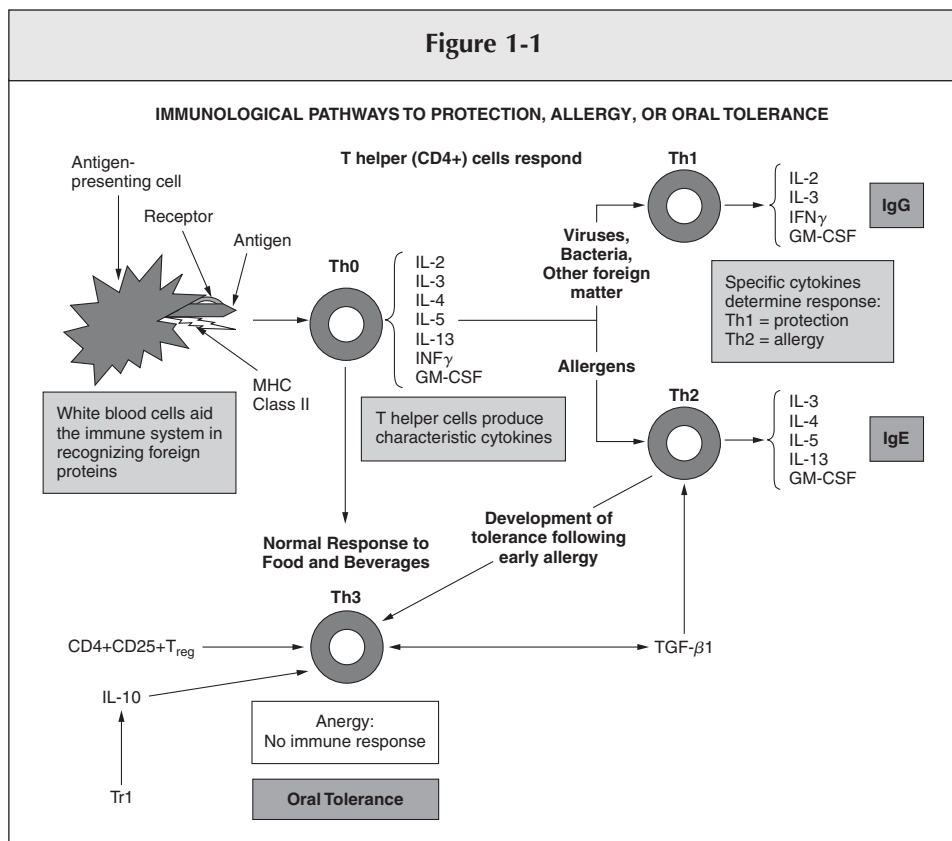 Figure 1-1
IMMUNOLOGICAL PATHWAYS TO PROTECTION, ALLERGY, OR ORAL TOLERANCE
Antigen-
presenting cell
Receptor
Antigen
MHC
Class II
White blood cells aid
the immune system in
recognizing foreign
proteins
T helper (CD4+) cells respond
Th0
IL-2
IL-3
IL-4
IL-5
IL-13
INFγ
GM-CSF
T helper cells produce
characteristic cytokines
Viruses,
Bacteria,
Other foreign
matter
Allergens
Th1
IL-2
IL-3
IFNγ
GM-CSF
IgG
Specific cytokines
determine response:
Th1 = protection
Th2 = allergy
Th2
IL-3
IL-4
IL-5
IL-13
GM-CSF
IgE
Normal Response to
Food and Beverages
Development of
tolerance following
early allergy
Th3
CD4+CD25+Treg
TGF-β1
IL-10
Tr1
Anergy:
No immune response
Oral Tolerance